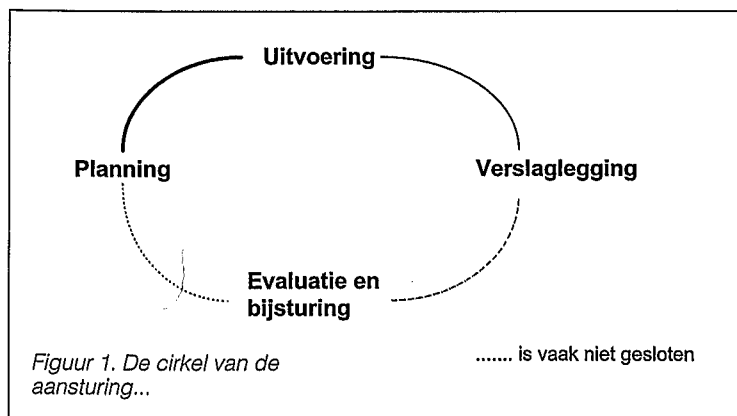 Uitvoering
Planning
Verslaglegging
Evaluatie en
bijsturing
Figuur 1. De cirkel van de
aansturing...
....... is vaak niet gesloten